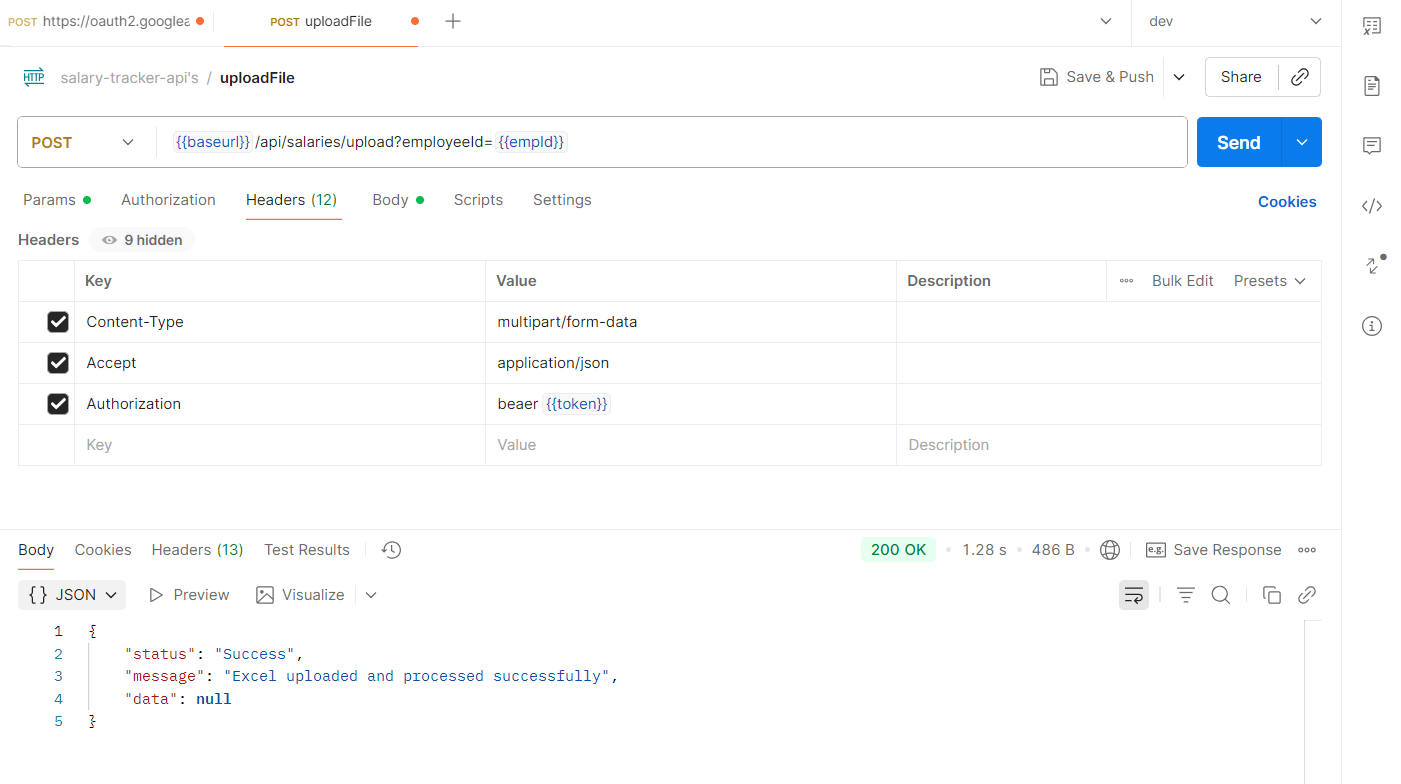 POST https://oauth2.googlea
POST uploadFile
dev
HTTP salary-tracker-api's / uploadFile
Save & Push
Share
POST {{baseurl}} /api/salaries/upload?employeeId= {{empId}}
Send
Params Authorization Headers (12) Body Scripts Settings
Cookies
Headers 9 hidden
Key Value Description Bulk Edit Presets
Content-Type multipart/form-data
Accept application/json
Authorization beaer {{token}}
Key Value Description
Body Cookies Headers (13) Test Results
200 OK 1.28 s 486 B e.g. Save Response
{} JSON Preview Visualize
1 {
2 "status": "Success",
3 "message": "Excel uploaded and processed successfully",
4 "data": null
5 }